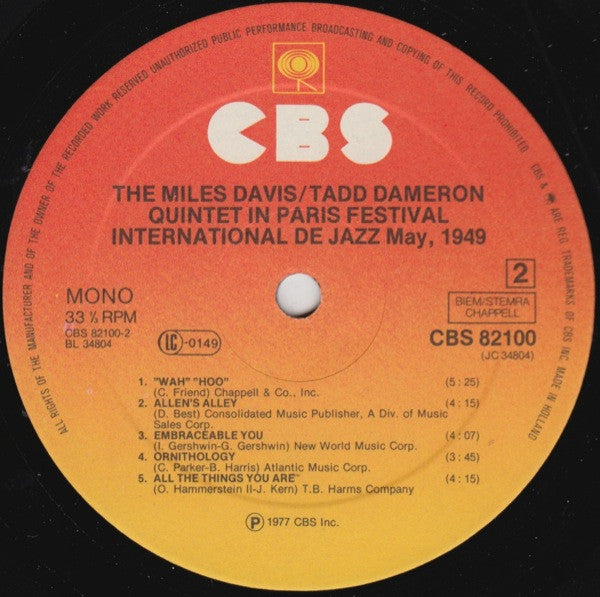 ALL RIGHTS OF THE MANUFACTURER AND OF THE OWNER OF THE RECORDED WORK RESERVED UNAUTHORIZED PUBLIC PERFORMANCE BROADCASTING AND COPYING OF THIS RECORD PROHIBITED CBS & ARE REG. TRADEMARKS OF CBS INC. MADE IN HOLLAND
CBS
THE MILES DAVIS/TADD DAMERON
QUINTET IN PARIS FESTIVAL
INTERNATIONAL DE JAZZ May, 1949
2
MONO
33 ⅓ RPM
CBS 82100-2
BL 34804
LC -0149
BIEM/STEMRA
CHAPPELL
CBS 82100
(JC 34804)
1. "WAH" "HOO" (5:25)
(C. Friend) Chappell & Co., Inc.
2. ALLEN'S ALLEY (4:15)
(D. Best) Consolidated Music Publisher, A Div. of Music
Sales Corp.
3. EMBRACEABLE YOU (4:07)
(I. Gershwin-G. Gershwin) New World Music Corp.
4. ORNITHOLOGY (3:45)
(C. Parker-B. Harris) Atlantic Music Corp.
5. ALL THE THINGS YOU ARE" (4:15)
(O. Hammerstein II-J. Kern) T.B. Harms Company
Ⓟ 1977 CBS Inc.